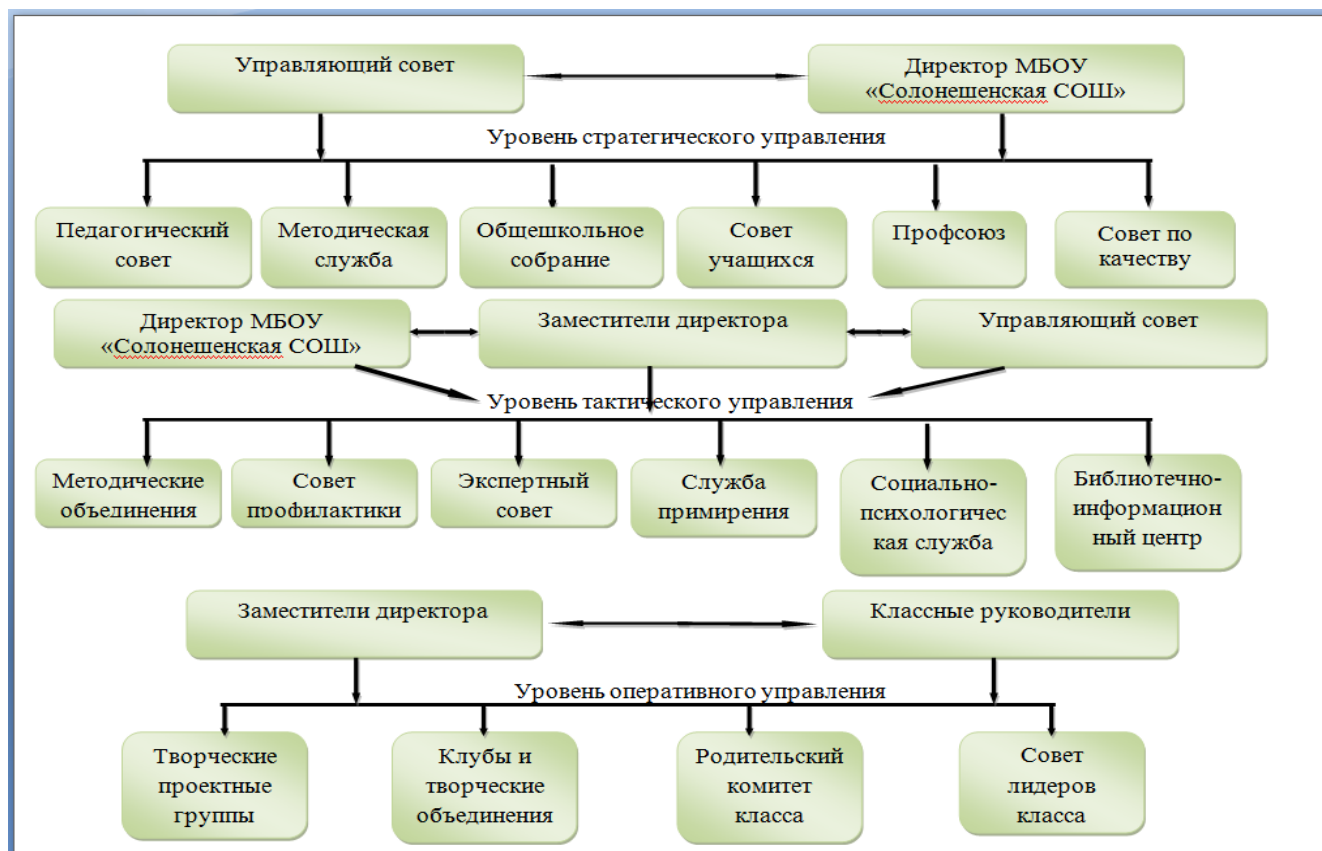 Управляющий совет
Директор МБОУ
«Солонешенская СОШ»
Уровень стратегического управления
Педагогический
совет
Методическая
служба
Общешкольное
собрание
Совет
учащихся
Профсоюз
Совет по
качеству
Директор МБОУ
«Солонешенская СОШ»
Заместители директора
Управляющий совет
Уровень тактического управления
Методические
объединения
Совет
профилактики
Экспертный
совет
Служба
примирения
Социально-
психологичес
кая служба
Библиотечно-
информацион
ный центр
Заместители директора
Классные руководители
Уровень оперативного управления
Творческие
проектные
группы
Клубы и
творческие
объединения
Родительский
комитет
класса
Совет
лидеров
класса